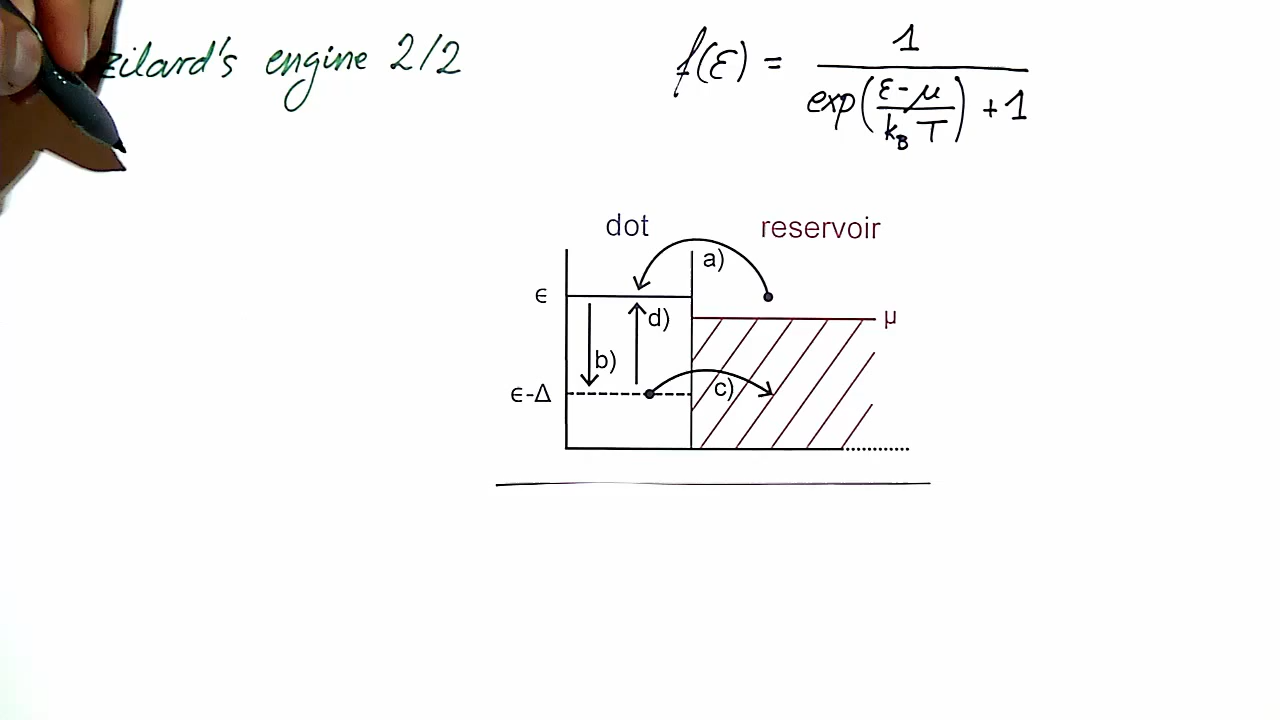 zilard's engine 2/2
f(ε) = 1 / exp(ε-μ / k_B T) + 1
dot reservoir
a)
ϵ
d)
μ
b)
c)
ϵ-Δ